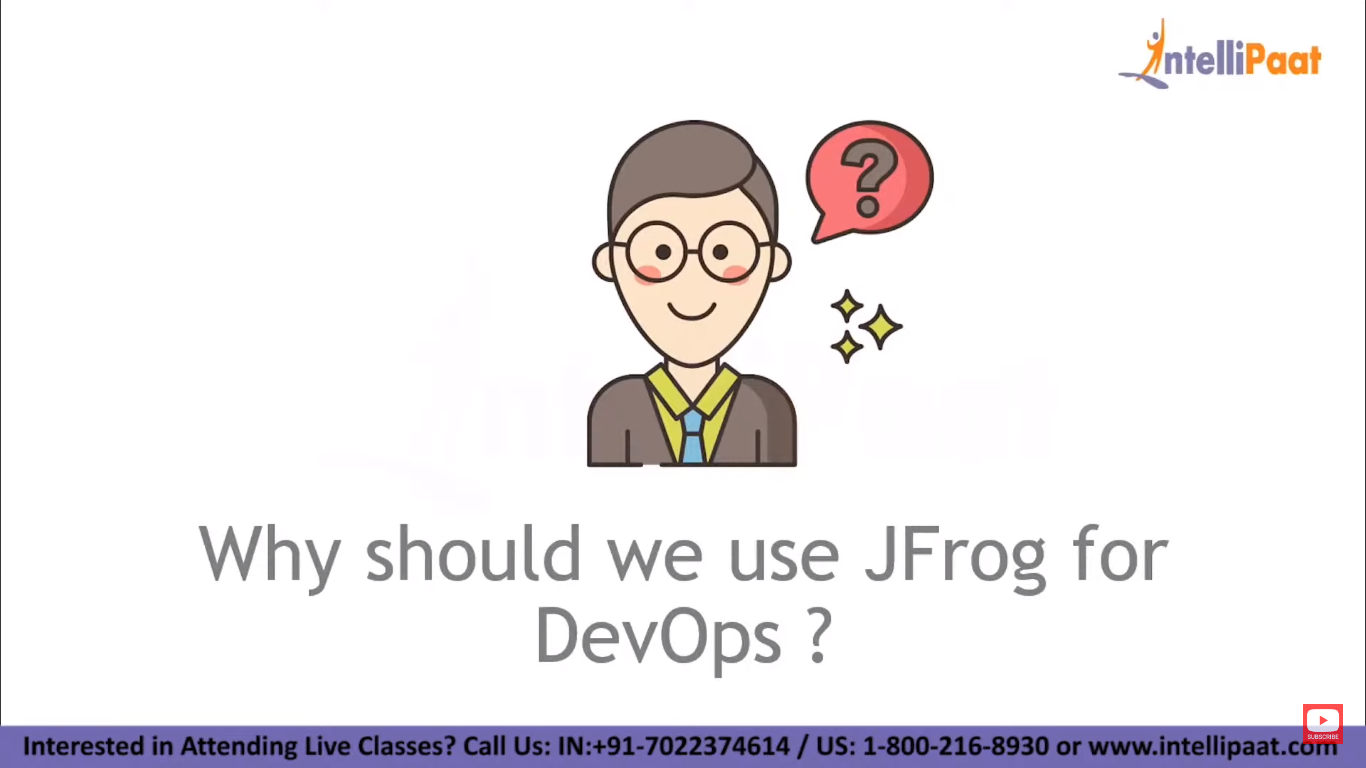 IntelliPaat
?
Why should we use JFrog for
DevOps ?
SUBSCRIBE
Interested in Attending Live Classes? Call Us: IN:+91-7022374614 / US: 1-800-216-8930 or www.intellipaat.com